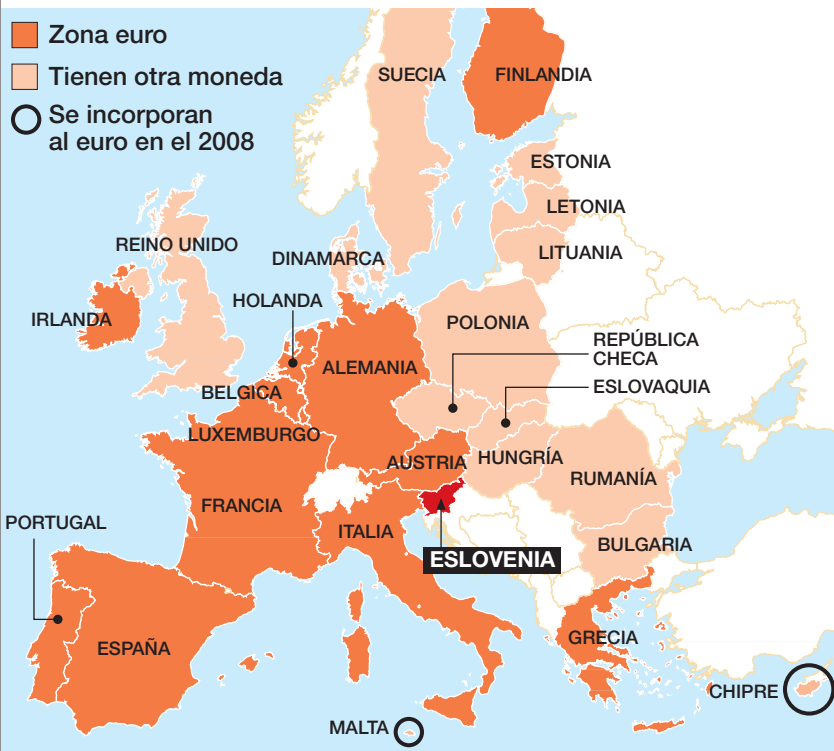 Zona euro
Tienen otra moneda
Se incorporan
al euro en el 2008
SUECIA
FINLANDIA
ESTONIA
LETONIA
LITUANIA
REINO UNIDO
DINAMARCA
HOLANDA
IRLANDA
POLONIA
REPÚBLICA
CHECA
ALEMANIA
ESLOVAQUIA
BELGICA
LUXEMBURGO
AUSTRIA
HUNGRÍA
RUMANÍA
FRANCIA
PORTUGAL
ITALIA
BULGARIA
ESLOVENIA
ESPAÑA
GRECIA
CHIPRE
MALTA